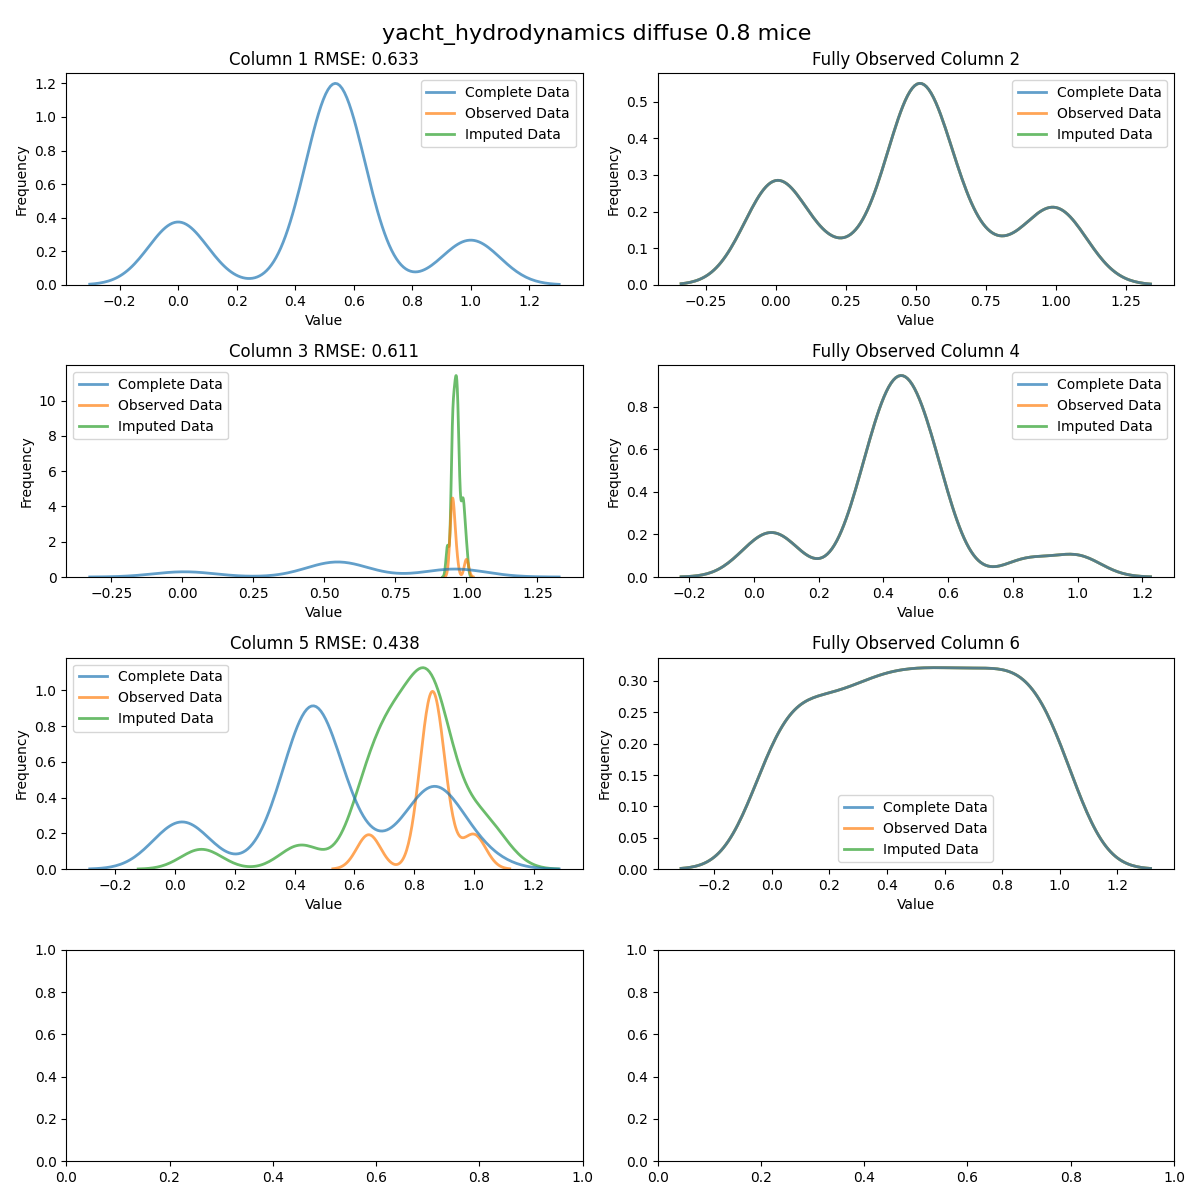 yacht_hydrodynamics diffuse 0.8 mice
Column 1 RMSE: 0.633
Frequency
1.2
1.0
0.8
0.6
0.4
0.2
0.0
Complete Data
Observed Data
Imputed Data
−0.2 0.0 0.2 0.4 0.6 0.8 1.0 1.2
Value
Fully Observed Column 2
Frequency
0.5
0.4
0.3
0.2
0.1
0.0
Complete Data
Observed Data
Imputed Data
−0.25 0.00 0.25 0.50 0.75 1.00 1.25
Value
Column 3 RMSE: 0.611
Frequency
10
8
6
4
2
0
Complete Data
Observed Data
Imputed Data
−0.25 0.00 0.25 0.50 0.75 1.00 1.25
Value
Fully Observed Column 4
Frequency
0.8
0.6
0.4
0.2
0.0
Complete Data
Observed Data
Imputed Data
−0.2 0.0 0.2 0.4 0.6 0.8 1.0 1.2
Value
Column 5 RMSE: 0.438
Frequency
1.0
0.8
0.6
0.4
0.2
0.0
Complete Data
Observed Data
Imputed Data
−0.2 0.0 0.2 0.4 0.6 0.8 1.0 1.2
Value
Fully Observed Column 6
Frequency
0.30
0.25
0.20
0.15
0.10
0.05
0.00
Complete Data
Observed Data
Imputed Data
−0.2 0.0 0.2 0.4 0.6 0.8 1.0 1.2
Value
1.0
0.8
0.6
0.4
0.2
0.0
0.0 0.2 0.4 0.6 0.8 1.0
1.0
0.8
0.6
0.4
0.2
0.0
0.0 0.2 0.4 0.6 0.8 1.0